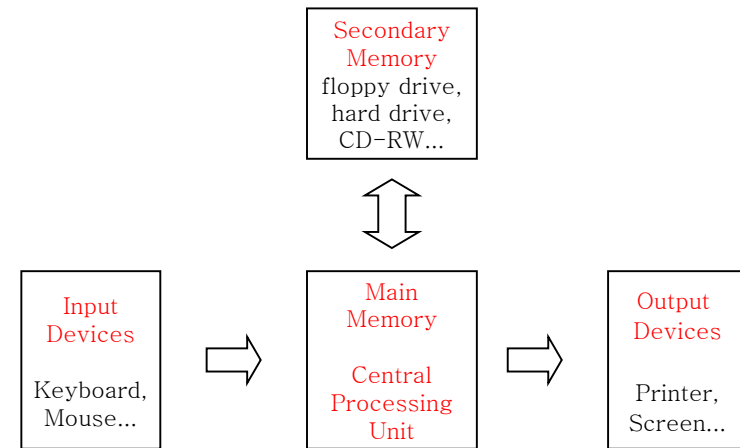 Secondary
Memory
floppy drive,
hard drive,
CD-RW...
Input
Devices
Keyboard,
Mouse...
Main
Memory
Central
Processing
Unit
Output
Devices
Printer,
Screen...